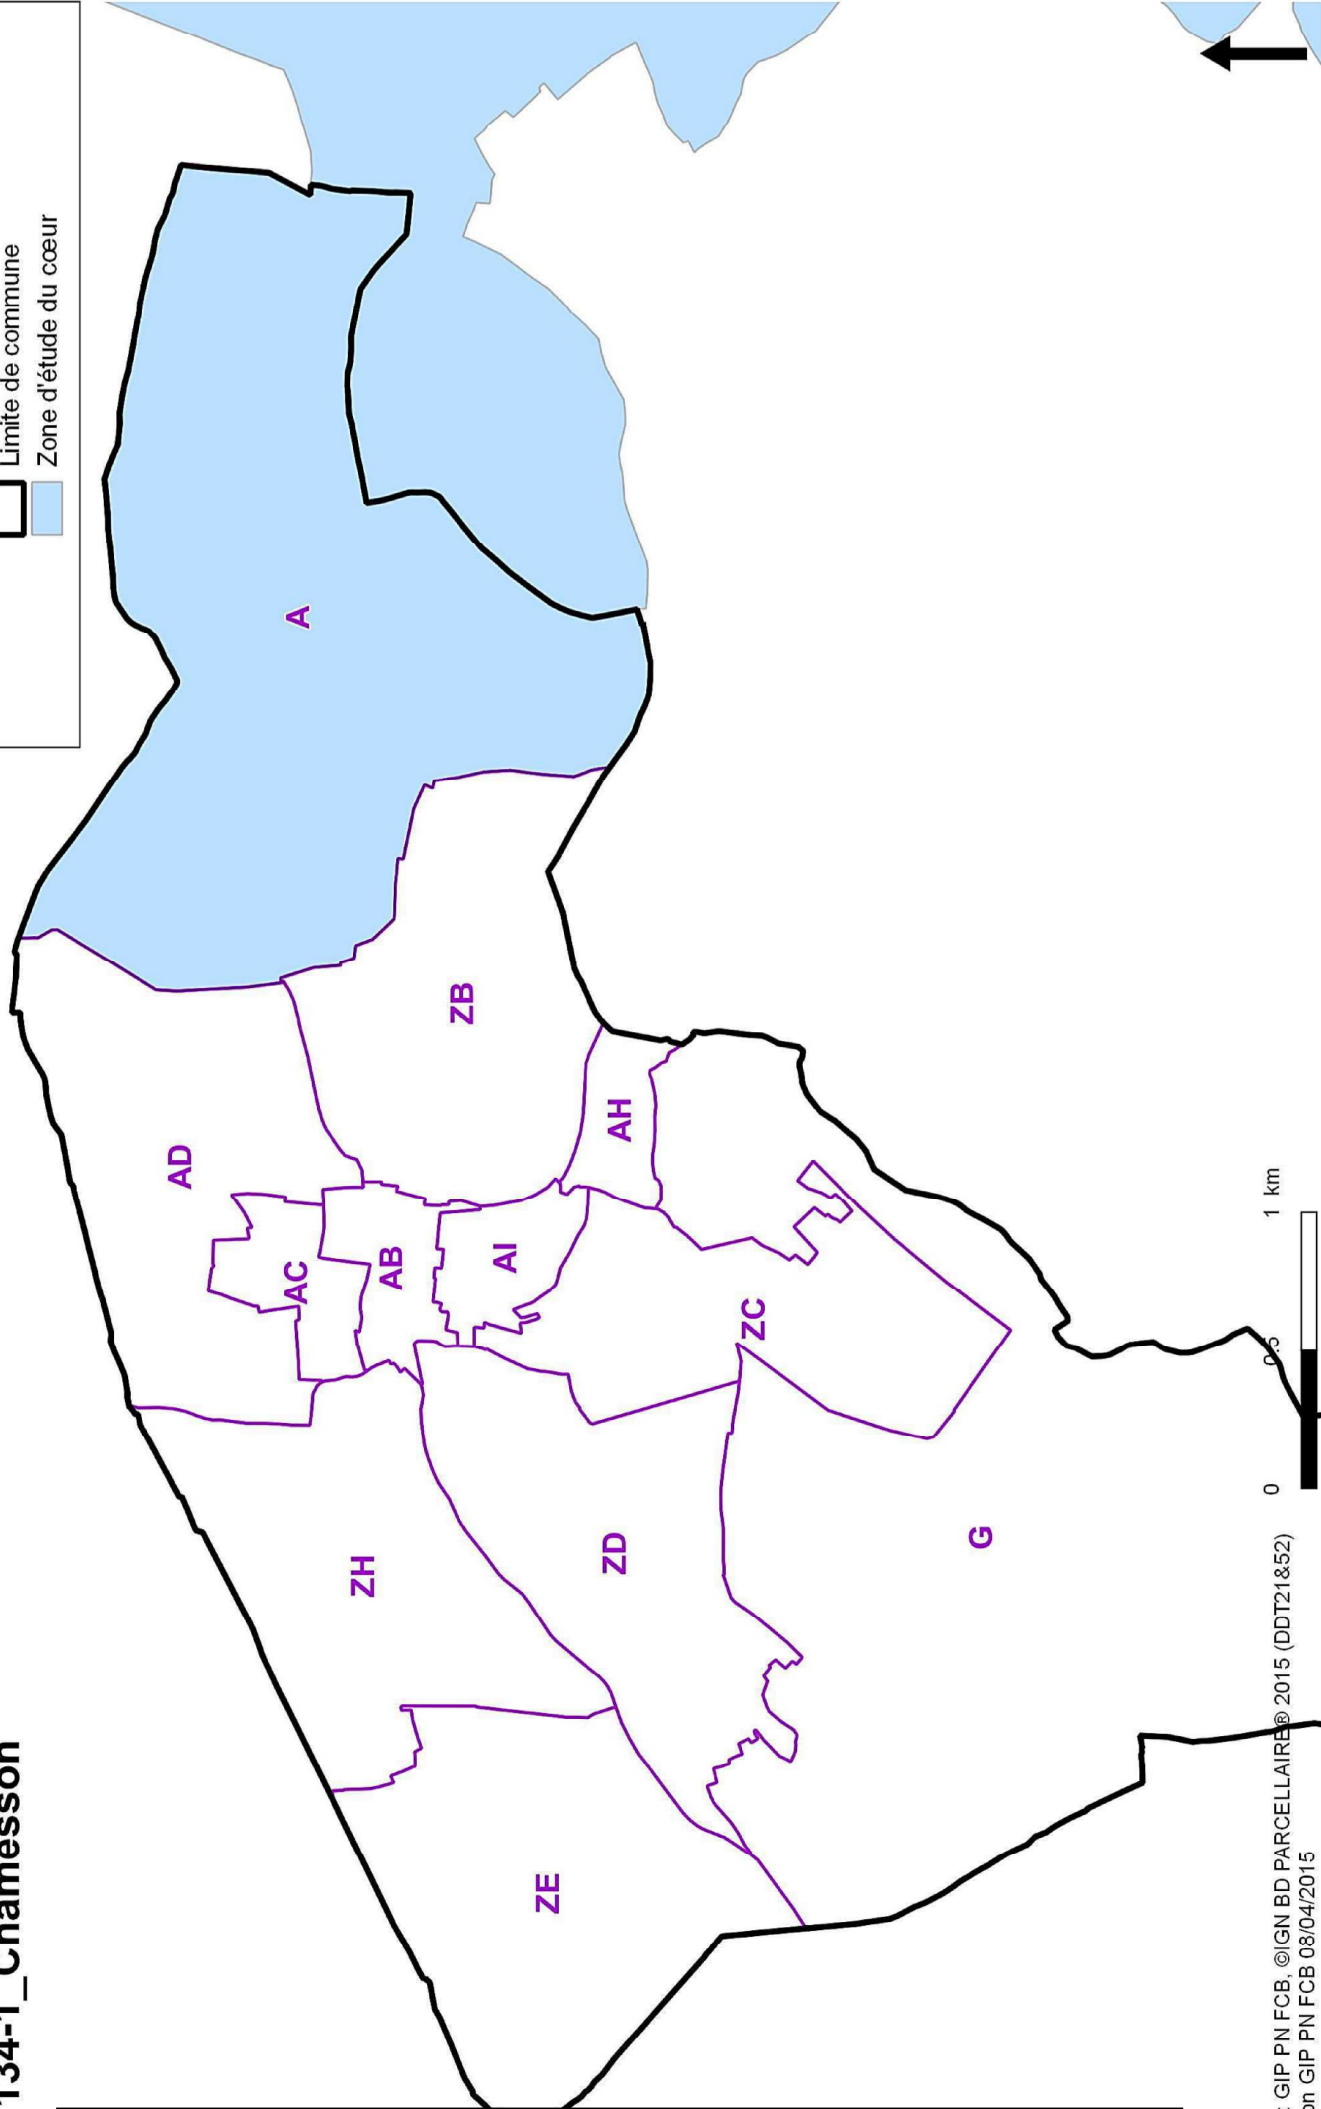 134-1_Chamesson
Limite de commune
Zone d'étude du cœur
A
AD
ZB
AC
AB
AH
AI
ZC
ZH
ZD
G
ZE
0 0,5 1 km
: GIP PN FCB, ©IGN BD PARCELLAIRE® 2015 (DDT21&52)
on GIP PN FCB 08/04/2015